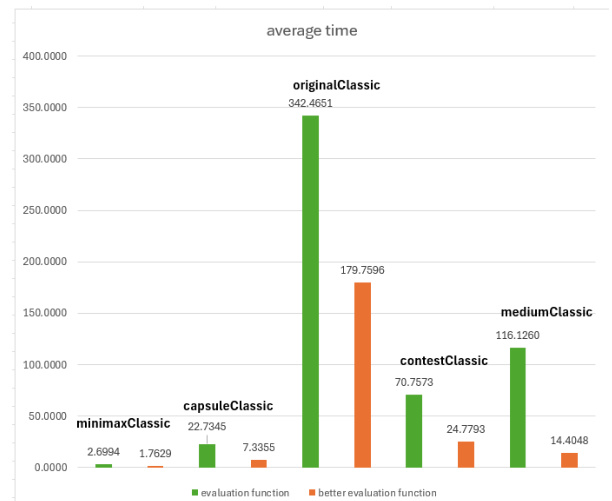 average time
400.0000
350.0000
300.0000
250.0000
200.0000
150.0000
100.0000
50.0000
0.0000
minimaxClassic
2.6994
1.7629
capsuleClassic
22.7345
7.3355
originalClassic
342.4651
179.7596
contestClassic
70.7573
24.7793
mediumClassic
116.1260
14.4048
evaluation function
better evaluation function